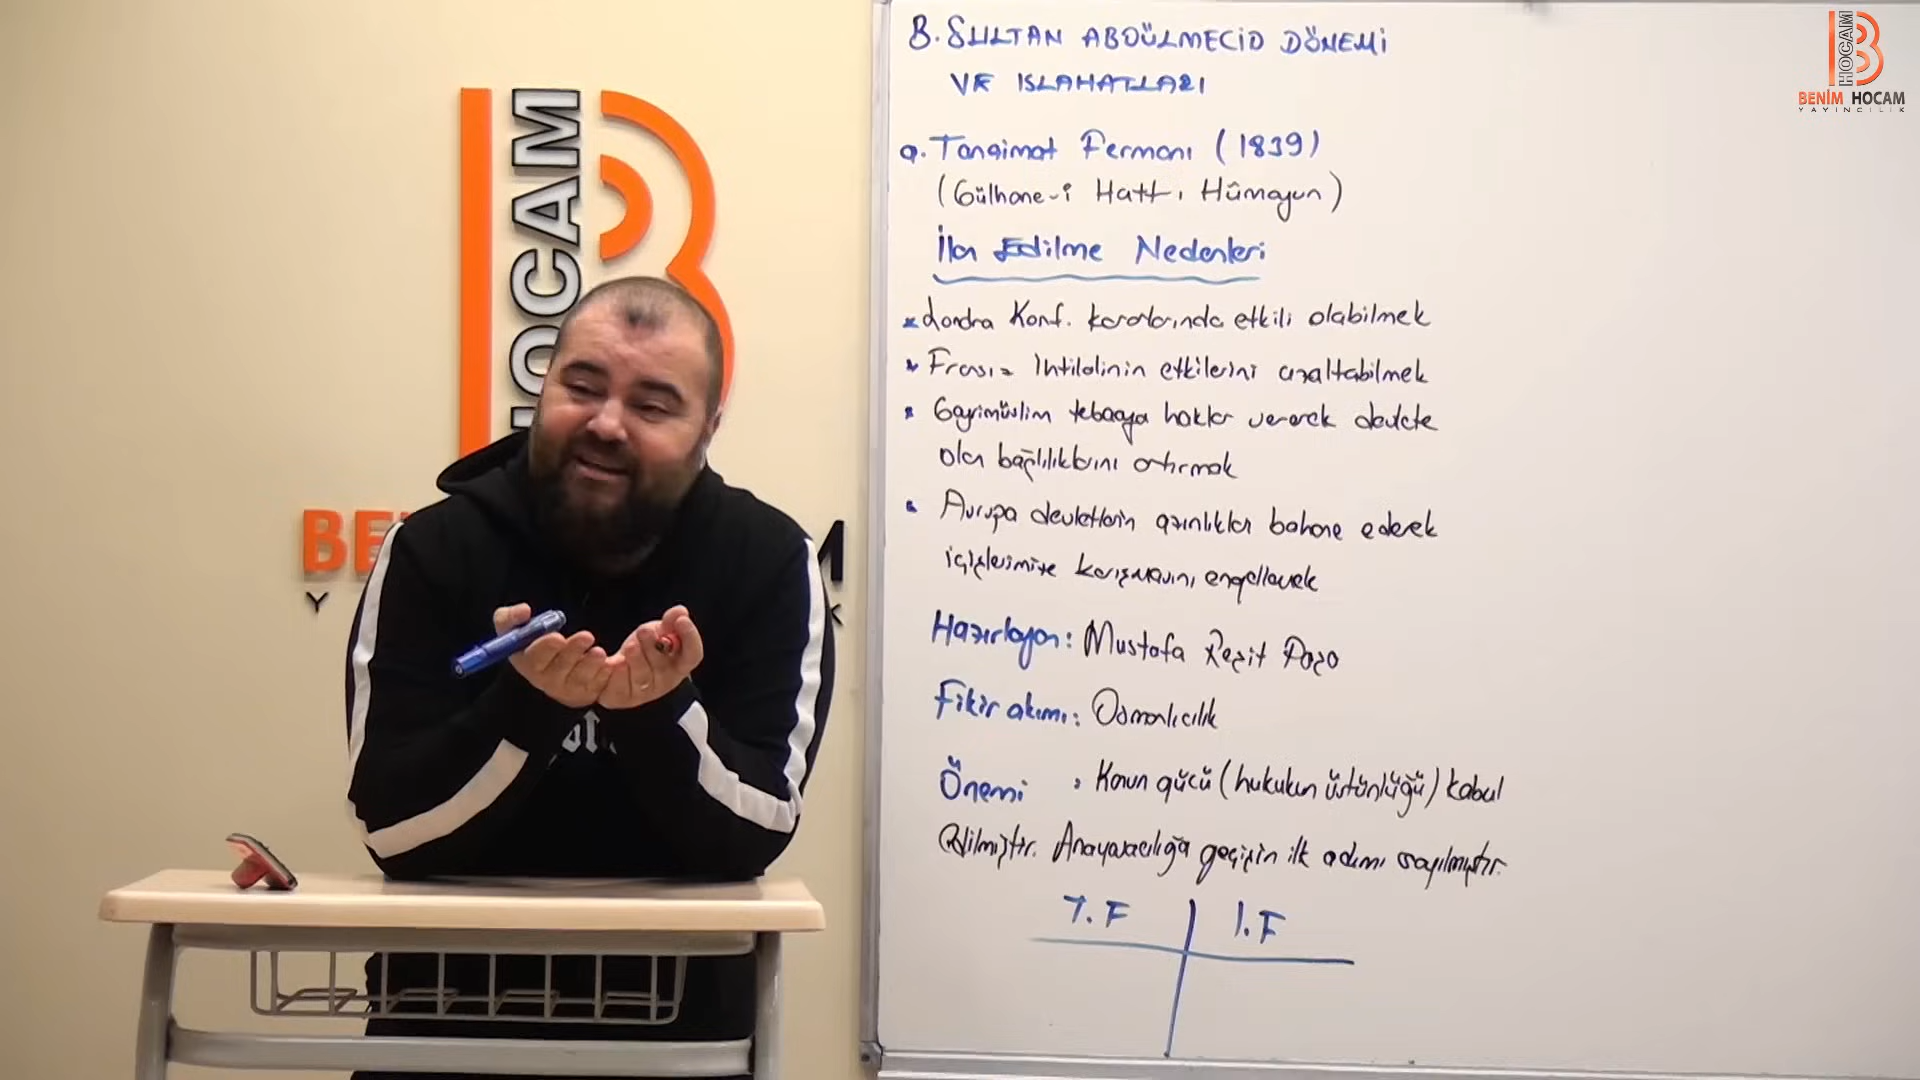 B. SULTAN ABDÜLMECİD DÖNEMİ
VE ISLAHATLARI
a. Tanzimat Fermanı (1839)
(Gülhane-i Hatt-ı Hümayun)
İlan Edilme Nedenleri
Londra Konf. kararlarında etkili olabilmek
Fransız İhtilalinin etkilerini azaltabilmek
Gayrimüslim tebaaya haklar vererek devlete
olan bağlılıklarını artırmak
Avrupa devletlerin azınlıkları bahane ederek
içişlerimize karışmasını engellemek
Hazırlayan: Mustafa Reşit Paşa
Fikir akımı: Osmanlıcılık
Önemi : Kanun gücü (hukukun üstünlüğü) kabul
edilmiştir. Anayasacılığa geçişin ilk adımı sayılmıştır.
T. F I. F
HOCAM
BENİM HOCAM
YAYINCILIK
HOCAM
BE M
Y K